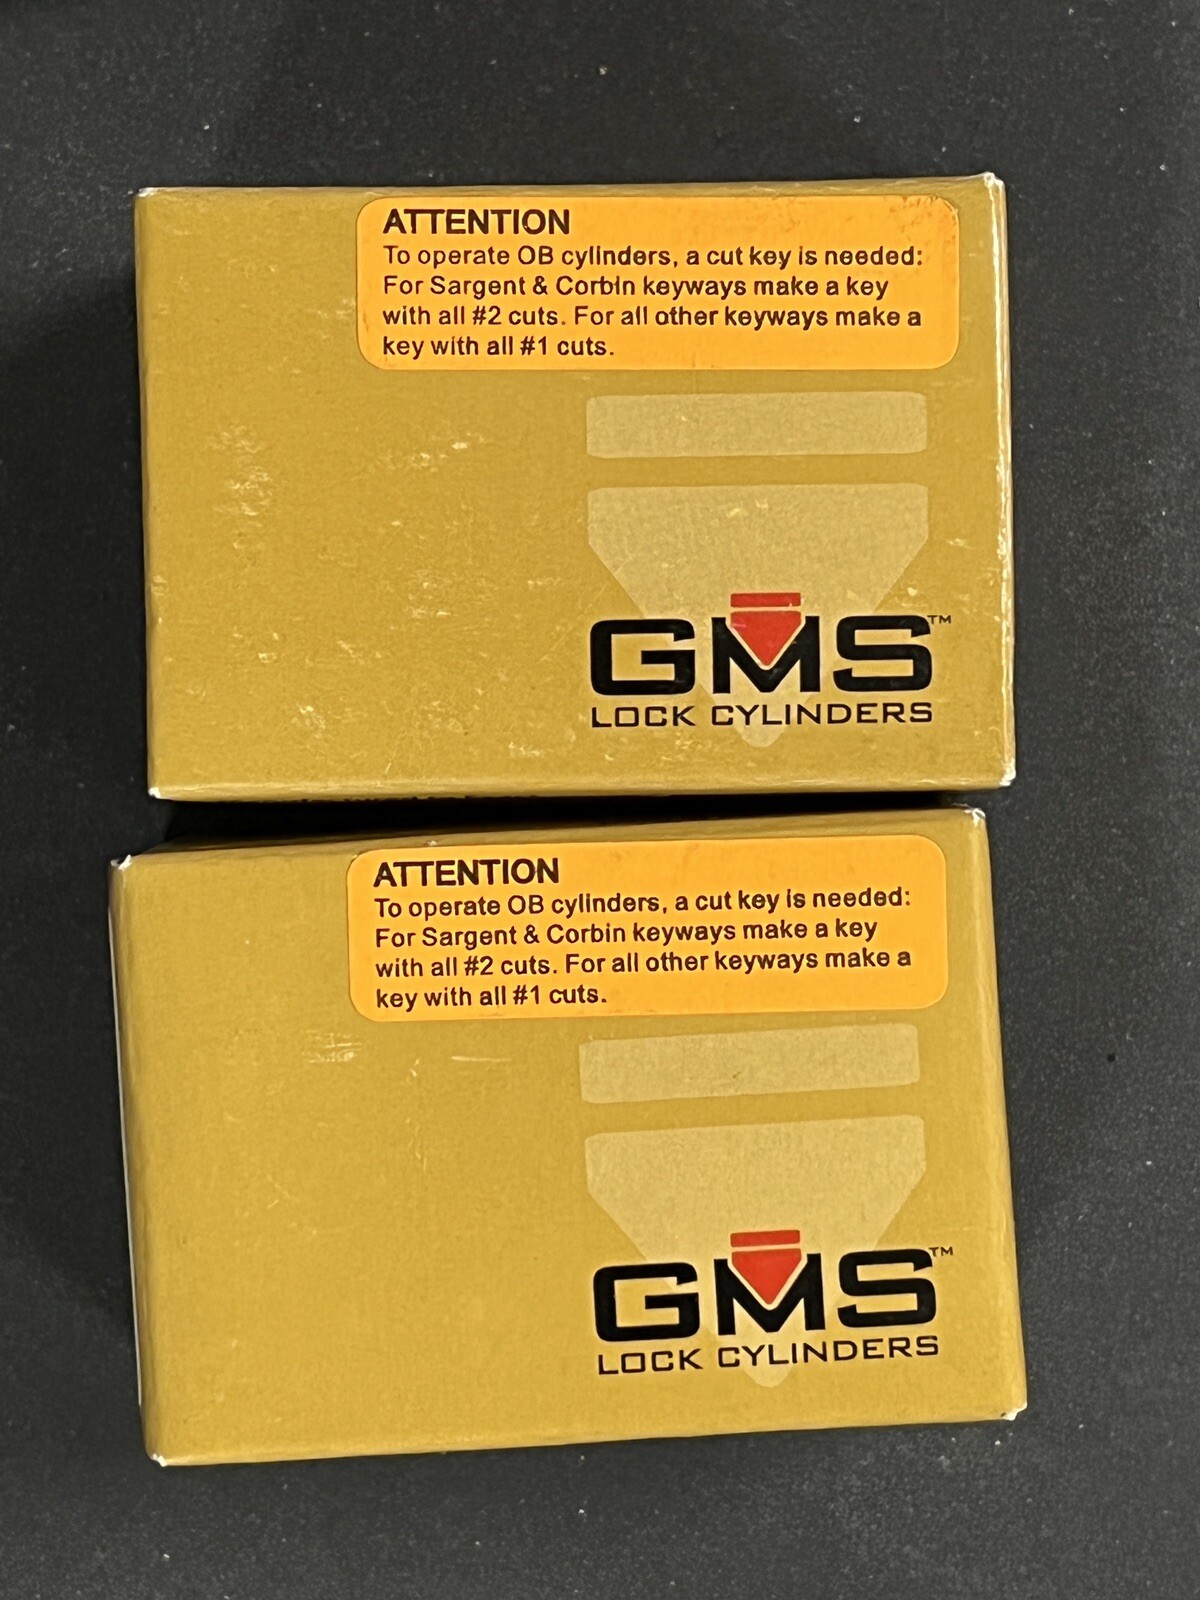 ATTENTION
To operate OB cylinders, a cut key is needed:
For Sargent & Corbin keyways make a key
with all #2 cuts. For all other keyways make a
key with all #1 cuts.
GMS™
LOCK CYLINDERS
ATTENTION
To operate OB cylinders, a cut key is needed:
For Sargent & Corbin keyways make a key
with all #2 cuts. For all other keyways make a
key with all #1 cuts.
GMS™
LOCK CYLINDERS